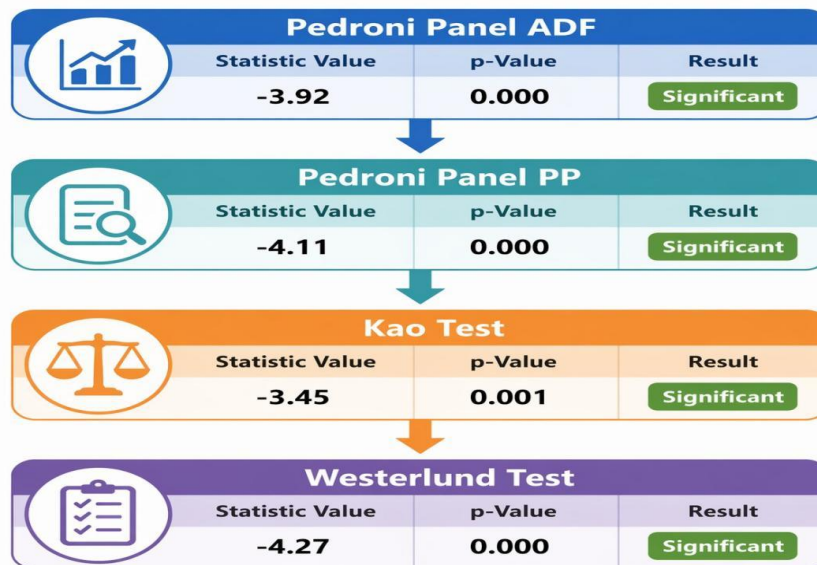 Pedroni Panel ADF
Statistic Value p-Value Result
-3.92 0.000 Significant
Pedroni Panel PP
Statistic Value p-Value Result
-4.11 0.000 Significant
Kao Test
Statistic Value p-Value Result
-3.45 0.001 Significant
Westerlund Test
Statistic Value p-Value Result
-4.27 0.000 Significant